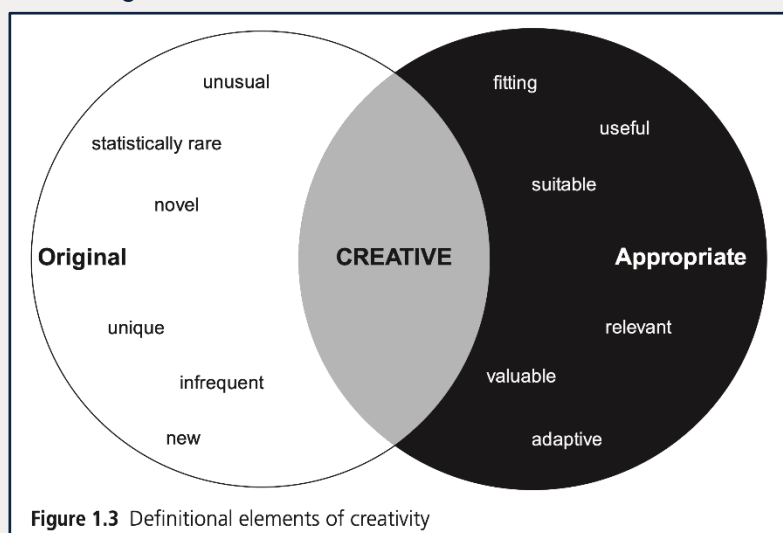 unusual
fitting
useful
statistically rare
suitable
novel
Original
CREATIVE
Appropriate
unique
relevant
valuable
infrequent
new
adaptive
Figure 1.3 Definitional elements of creativity